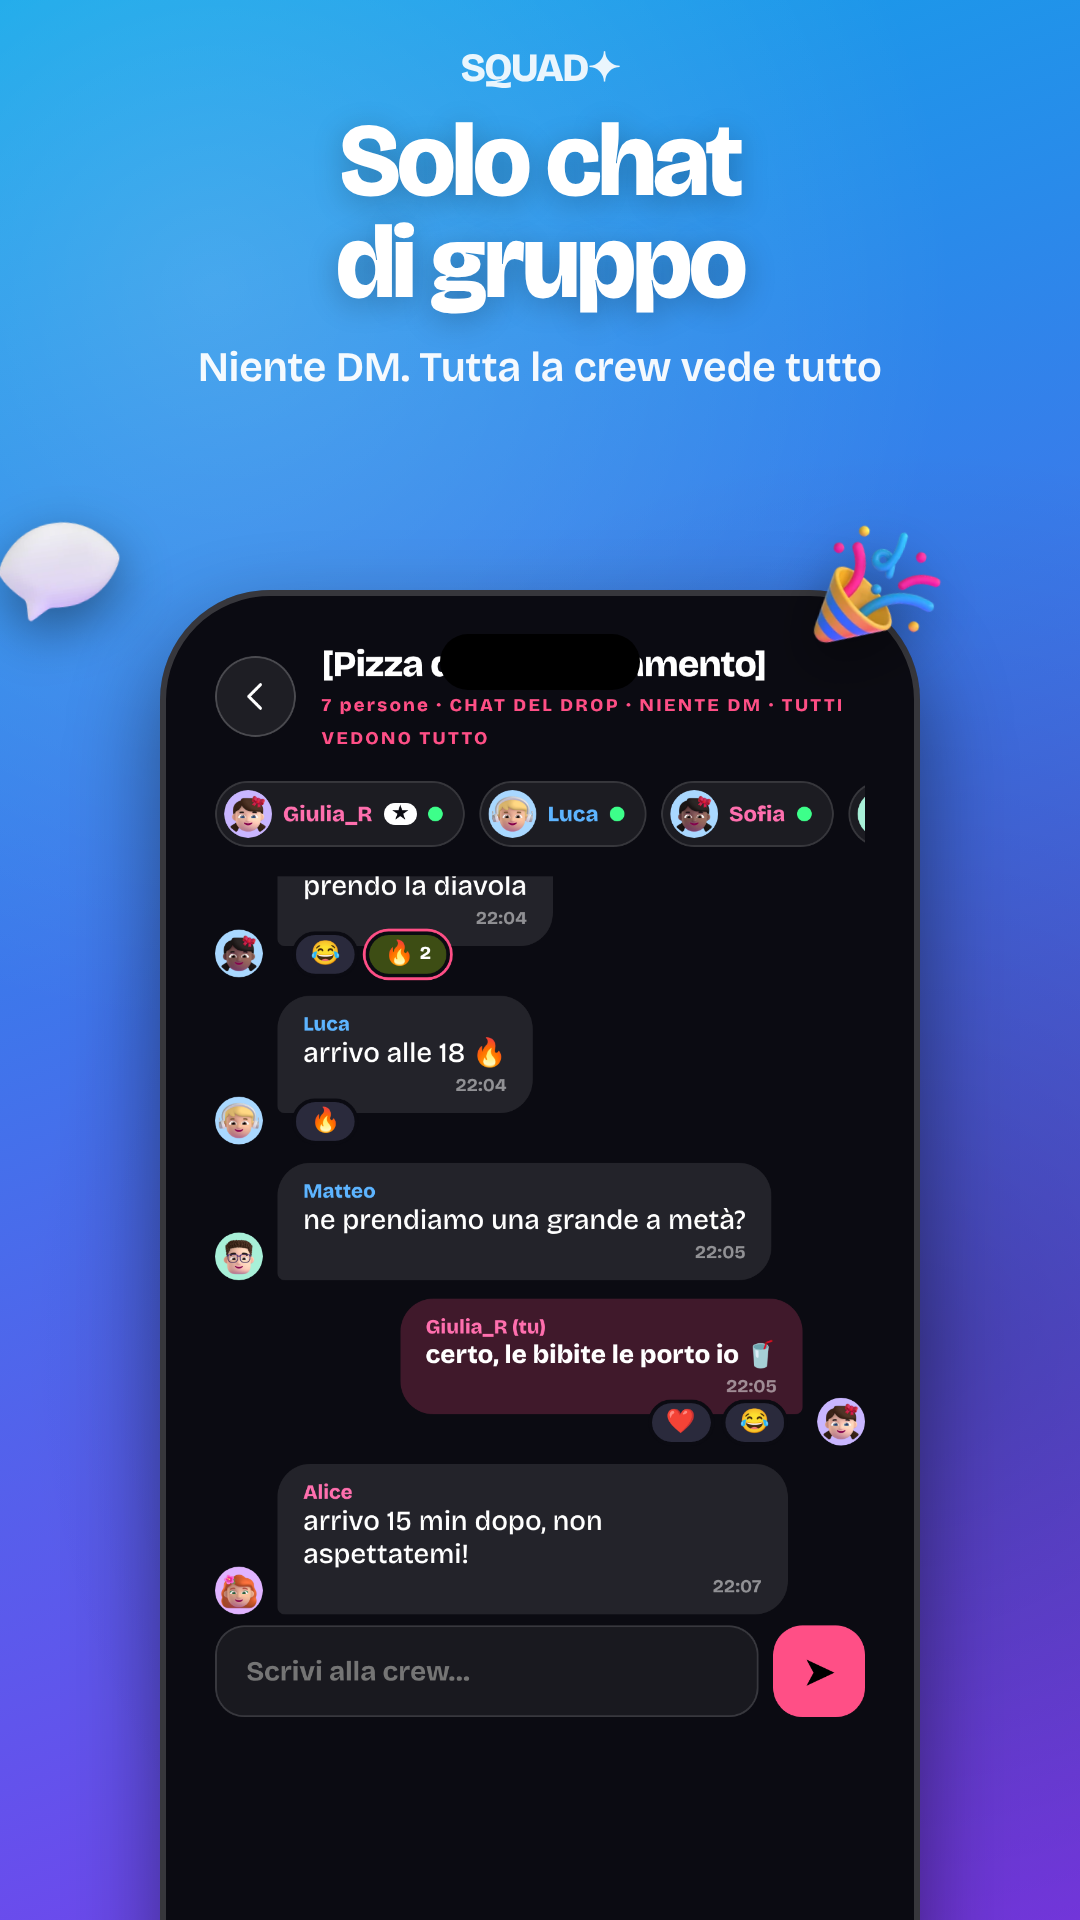 SQUAD
Solo chat
di gruppo
Niente DM. Tutta la crew vede tutto
[Pizza
7 persone · CHAT DEL DROP · NIENTE DM · TUTTI
VEDONO TUTTO
Giulia_R ★ Luca Sofia
prendo la diavola
22:04
😂 🔥 2
Luca
arrivo alle 18 🔥
22:04
🔥
Matteo
ne prendiamo una grande a metà?
22:05
Giulia_R (tu)
certo, le bibite le porto io 🥤
22:05
❤️ 😂
Alice
arrivo 15 min dopo, non
aspettatemi!
22:07
Scrivi alla crew...